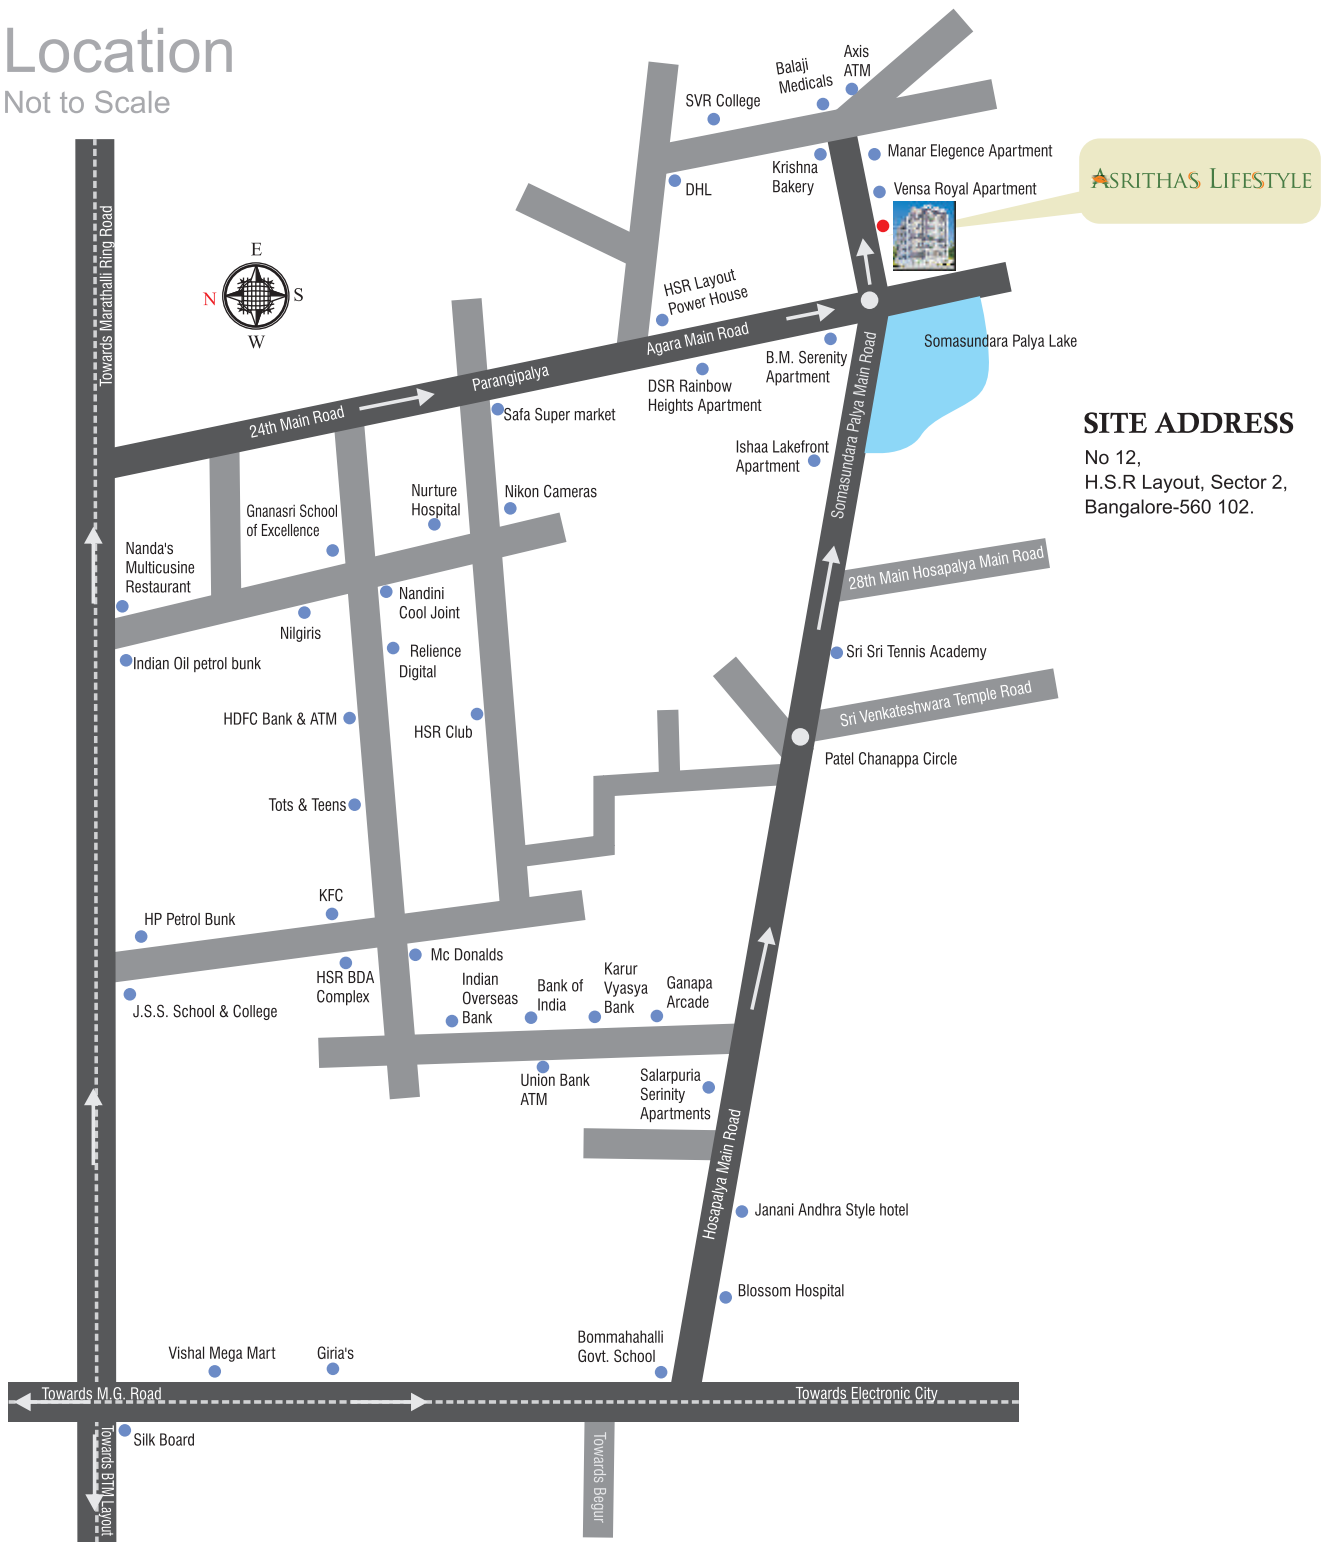 Location
Not to Scale
Axis
ATM
Balaji
Medicals
SVR College
Krishna
Bakery
Manar Elegence Apartment
DHL
Vensa Royal Apartment
ASRITHAS LIFESTYLE
Towards Marathalli Ring Road
E
N
S
W
HSR Layout
Power House
Agara Main Road
Parangipalya
24th Main Road
B.M. Serenity
Apartment
Somasundara Palya Lake
DSR Rainbow
Heights Apartment
Safa Super market
Somasundara Palya Main Road
Ishaa Lakefront
Apartment
SITE ADDRESS
No 12,
H.S.R Layout, Sector 2,
Bangalore-560 102.
Nurture
Hospital
Nikon Cameras
Gnanasri School
of Excellence
Nanda's
Multicusine
Restaurant
28th Main Hosapalya Main Road
Nandini
Cool Joint
Nilgiris
Indian Oil petrol bunk
Relience
Digital
Sri Sri Tennis Academy
HDFC Bank & ATM
HSR Club
Sri Venkateshwara Temple Road
Patel Chanappa Circle
Tots & Teens
KFC
HP Petrol Bunk
Mc Donalds
HSR BDA
Complex
J.S.S. School & College
Indian
Overseas
Bank
Bank of
India
Karur
Vyasya
Bank
Ganapa
Arcade
Union Bank
ATM
Salarpuria
Serinity
Apartments
Hosapalya Main Road
Janani Andhra Style hotel
Blossom Hospital
Bommahahalli
Govt. School
Vishal Mega Mart
Giria's
Towards M.G. Road
Towards Electronic City
Silk Board
Towards BTM Layout
Towards Begur